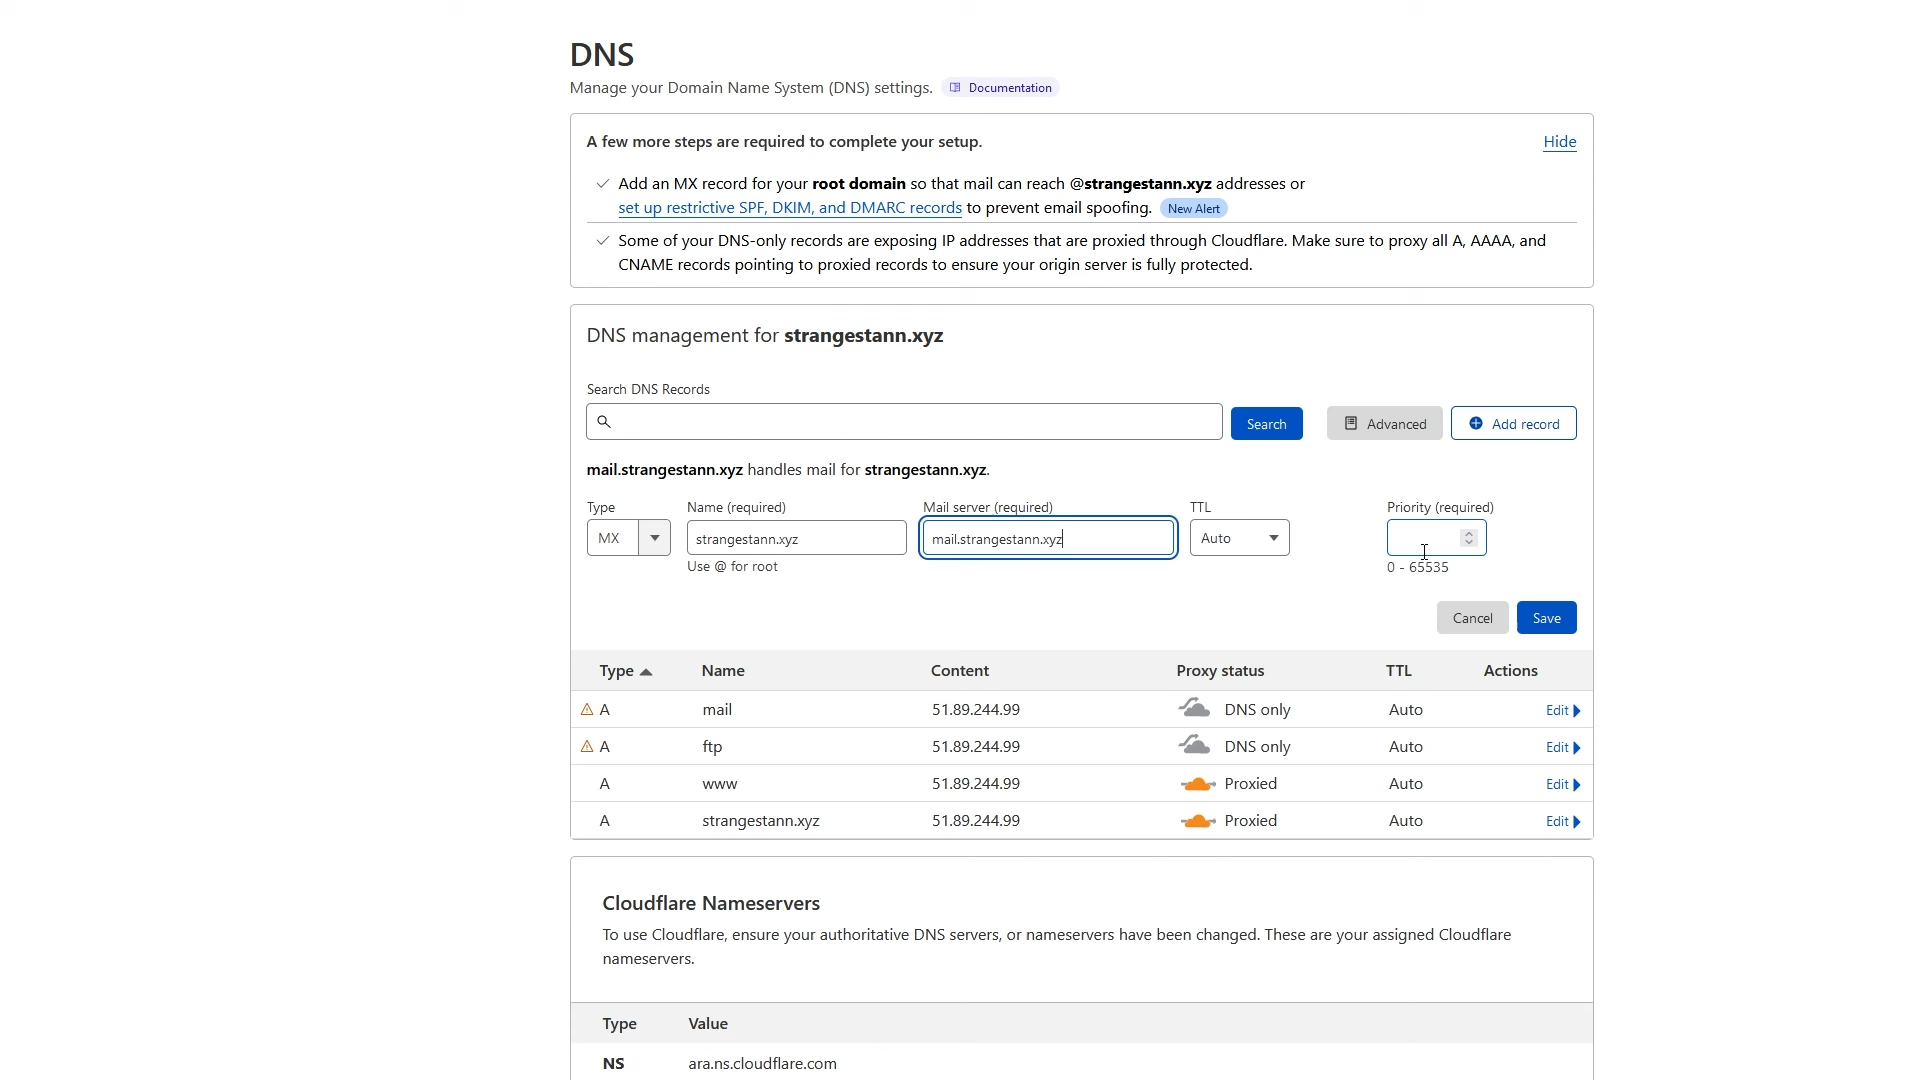 DNS
Manage your Domain Name System (DNS) settings. Documentation
A few more steps are required to complete your setup. Hide
Add an MX record for your root domain so that mail can reach @strangestann.xyz addresses or
set up restrictive SPF, DKIM, and DMARC records to prevent email spoofing. New Alert
Some of your DNS-only records are exposing IP addresses that are proxied through Cloudflare. Make sure to proxy all A, AAAA, and
CNAME records pointing to proxied records to ensure your origin server is fully protected.
DNS management for strangestann.xyz
Search DNS Records
Search Advanced Add record
mail.strangestann.xyz handles mail for strangestann.xyz.
Type Name (required) Mail server (required) TTL Priority (required)
MX strangestann.xyz mail.strangestann.xyz Auto
Use @ for root 0 - 65535
Cancel Save
Type Name Content Proxy status TTL Actions
A mail 51.89.244.99 DNS only Auto Edit
A ftp 51.89.244.99 DNS only Auto Edit
A www 51.89.244.99 Proxied Auto Edit
A strangestann.xyz 51.89.244.99 Proxied Auto Edit
Cloudflare Nameservers
To use Cloudflare, ensure your authoritative DNS servers, or nameservers have been changed. These are your assigned Cloudflare
nameservers.
Type Value
NS ara.ns.cloudflare.com